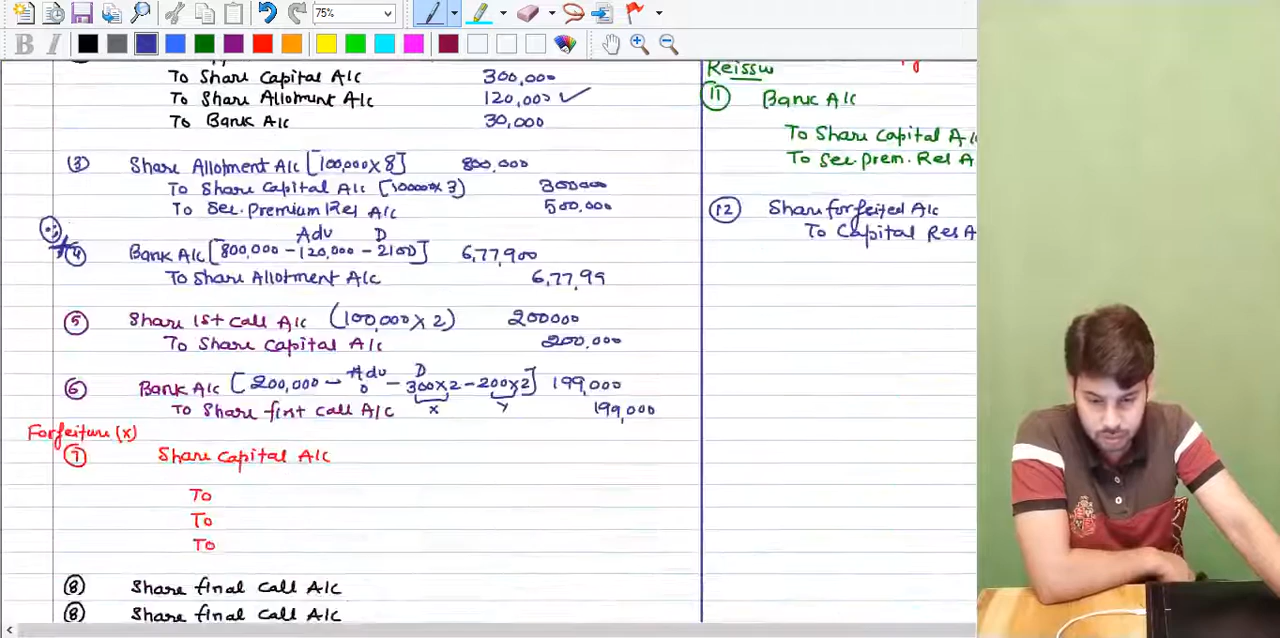 75%
B I
To Share Capital A/c 300,000
To Share Allotment A/c 120,000 ✓
To Bank A/c 30,000
(3) Share Allotment A/c [100,000 x 8] 800,000
To Share Capital A/c [100000 x 3) 300000
To Sec. premium Res A/c 500,000
Adv D
(4) Bank A/c [800,000 - 120,000 - 2100] 6,77,900
To Share Allotment A/c 6,77,99
(5) Share 1st call A/c (100,000 x 2) 200000
To Share Capital A/c 200,000
Adv D
(6) Bank A/c [200,000 - 0 - 300x2 - 200x2] 199,000
x y
To Share first call A/c 199,000
Forfeiture (x)
(7) Share Capital A/c
To
To
To
(8) Share final call A/c
(8) Share final call A/c
Reissu
(11) Bank A/c
To Share Capital A/c
To Sec. prem. Res A
(12) Share forfeited A/c
To Capital Res A